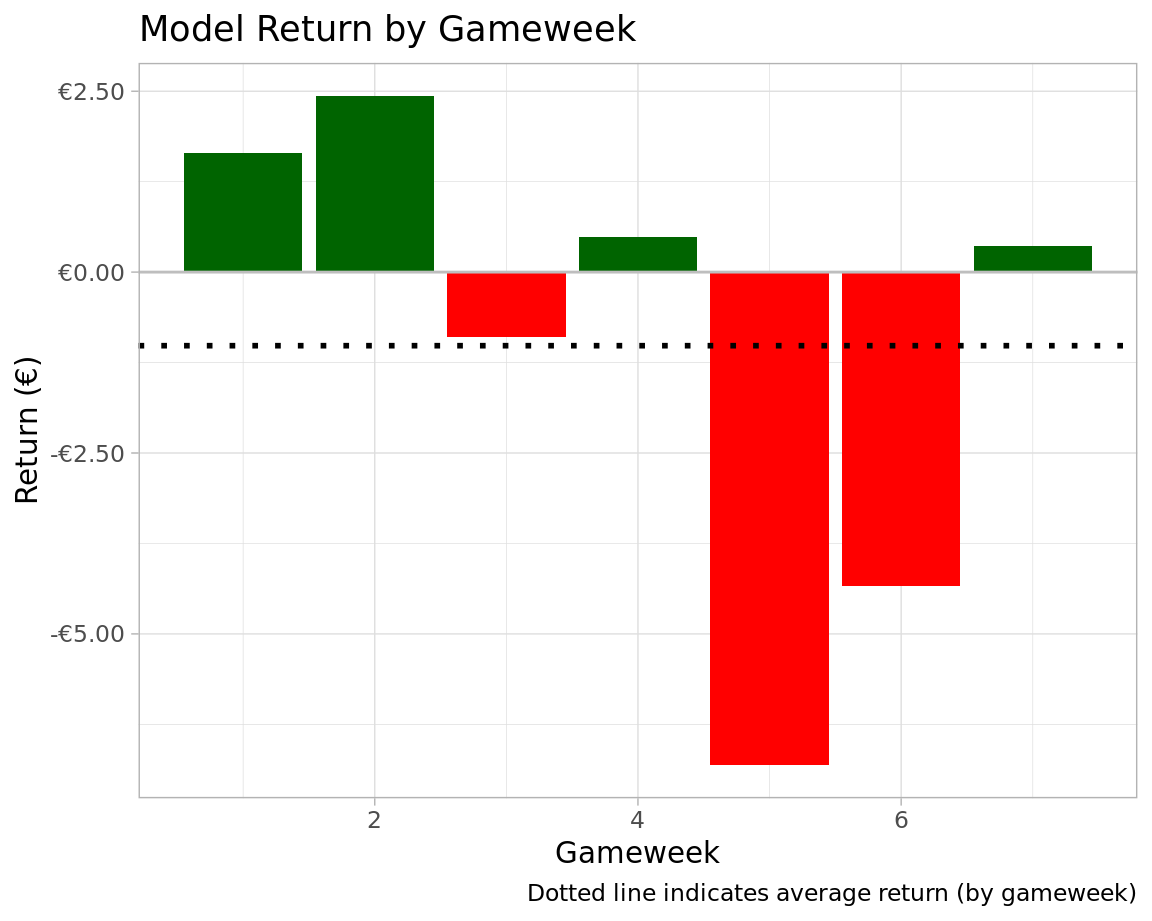 Model Return by Gameweek
€2.50
€0.00
-€2.50
-€5.00
Return (€)
2
4
6
Gameweek
Dotted line indicates average return (by gameweek)